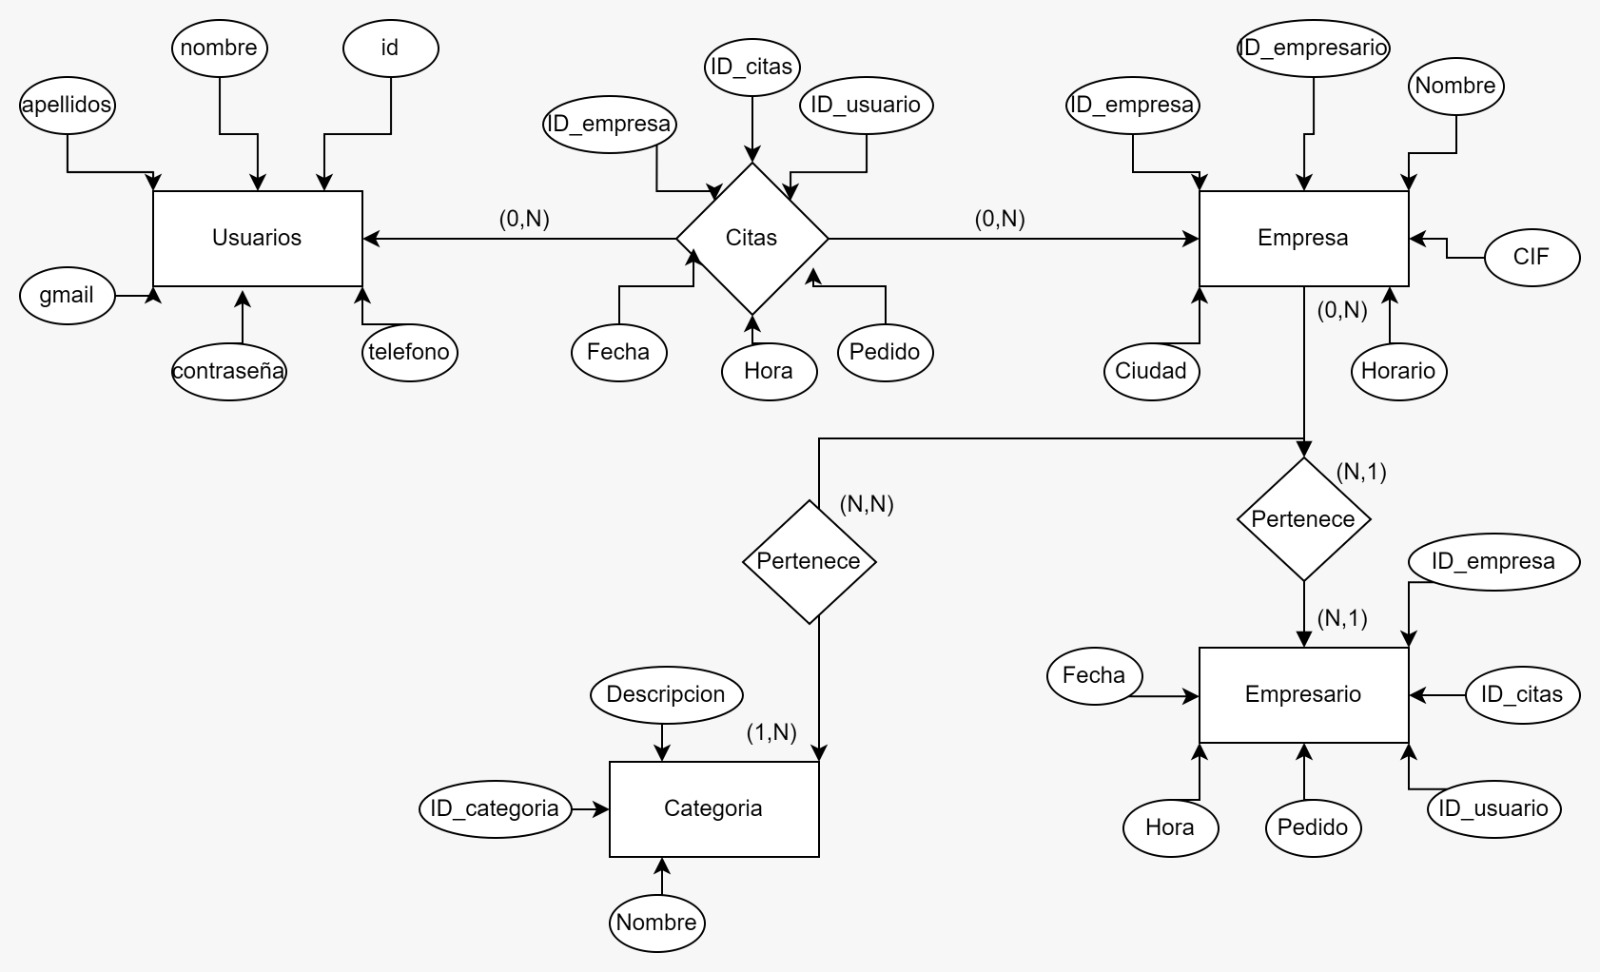 nombre
id
ID_empresario
ID_citas
Nombre
apellidos
ID_empresa
ID_usuario
ID_empresa
(0,N)
(0,N)
Usuarios
Citas
Empresa
CIF
gmail
(0,N)
contraseña
telefono
Fecha
Hora
Pedido
Ciudad
Horario
(N,1)
(N,N)
Pertenece
Pertenece
ID_empresa
(N,1)
Fecha
Empresario
ID_citas
Descripcion
(1,N)
ID_categoria
Categoria
Hora
Pedido
ID_usuario
Nombre